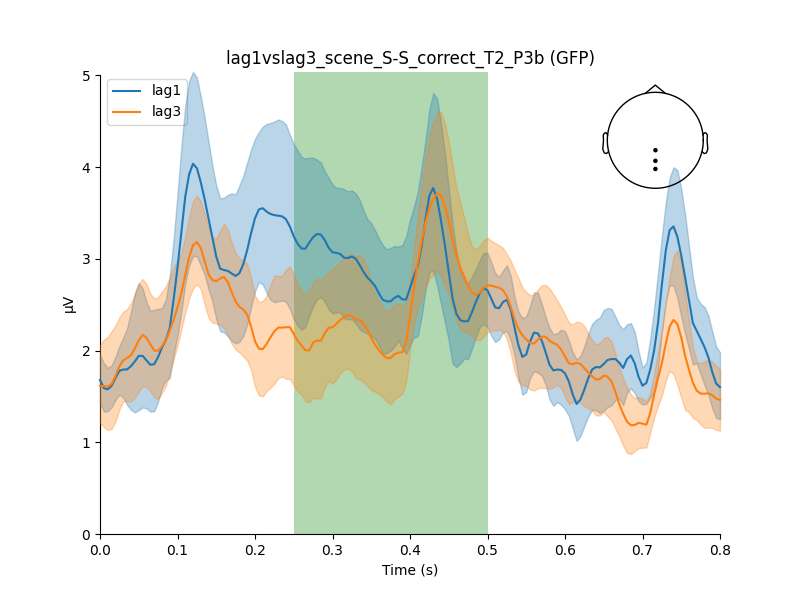 lag1vslag3_scene_S-S_correct_T2_P3b (GFP)
lag1
lag3
5
4
3
2
1
0
µV
0.0 0.1 0.2 0.3 0.4 0.5 0.6 0.7 0.8
Time (s)